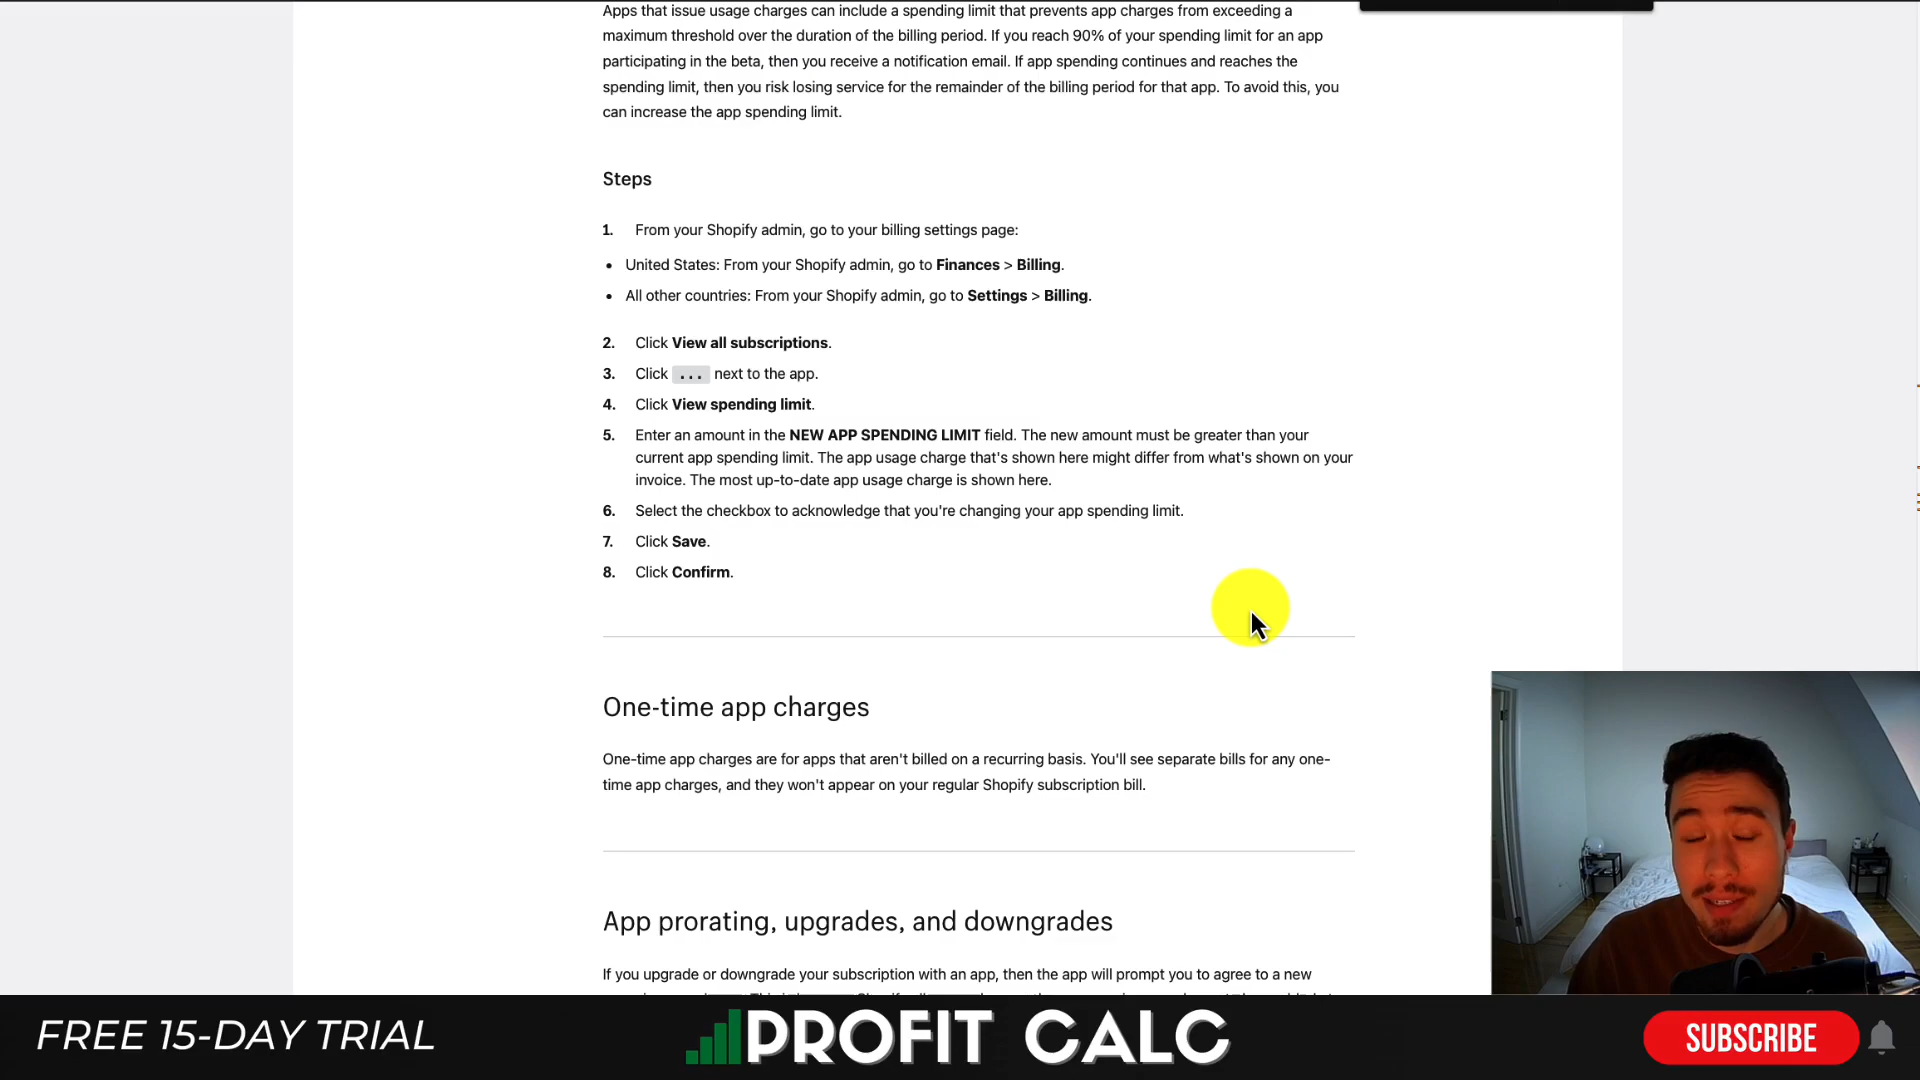 Apps that issue usage charges can include a spending limit that prevents app charges from exceeding a
maximum threshold over the duration of the billing period. If you reach 90% of your spending limit for an app
participating in the beta, then you receive a notification email. If app spending continues and reaches the
spending limit, then you risk losing service for the remainder of the billing period for that app. To avoid this, you
can increase the app spending limit.
Steps
1. From your Shopify admin, go to your billing settings page:
• United States: From your Shopify admin, go to Finances > Billing.
• All other countries: From your Shopify admin, go to Settings > Billing.
2. Click View all subscriptions.
3. Click ... next to the app.
4. Click View spending limit.
5. Enter an amount in the NEW APP SPENDING LIMIT field. The new amount must be greater than your
current app spending limit. The app usage charge that's shown here might differ from what's shown on your
invoice. The most up-to-date app usage charge is shown here.
6. Select the checkbox to acknowledge that you're changing your app spending limit.
7. Click Save.
8. Click Confirm.
One-time app charges
One-time app charges are for apps that aren't billed on a recurring basis. You'll see separate bills for any one-
time app charges, and they won't appear on your regular Shopify subscription bill.
App prorating, upgrades, and downgrades
If you upgrade or downgrade your subscription with an app, then the app will prompt you to agree to a new
FREE 15-DAY TRIAL
PROFIT CALC
SUBSCRIBE